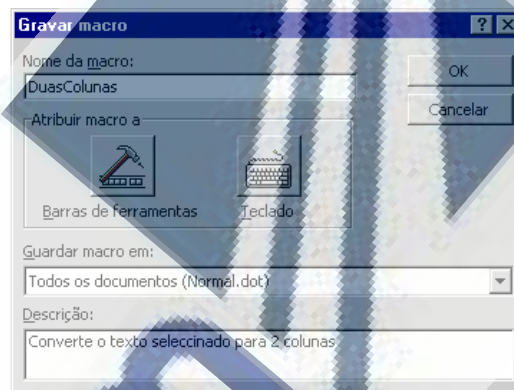 Gravar macro
Nome da macro:
DuasColunas
OK
Cancelar
Atribuir macro a
Barras de ferramentas
Teclado
Guardar macro em:
Todos os documentos (Normal.dot)
Descrição:
Converte o texto seleccinado para 2 colunas